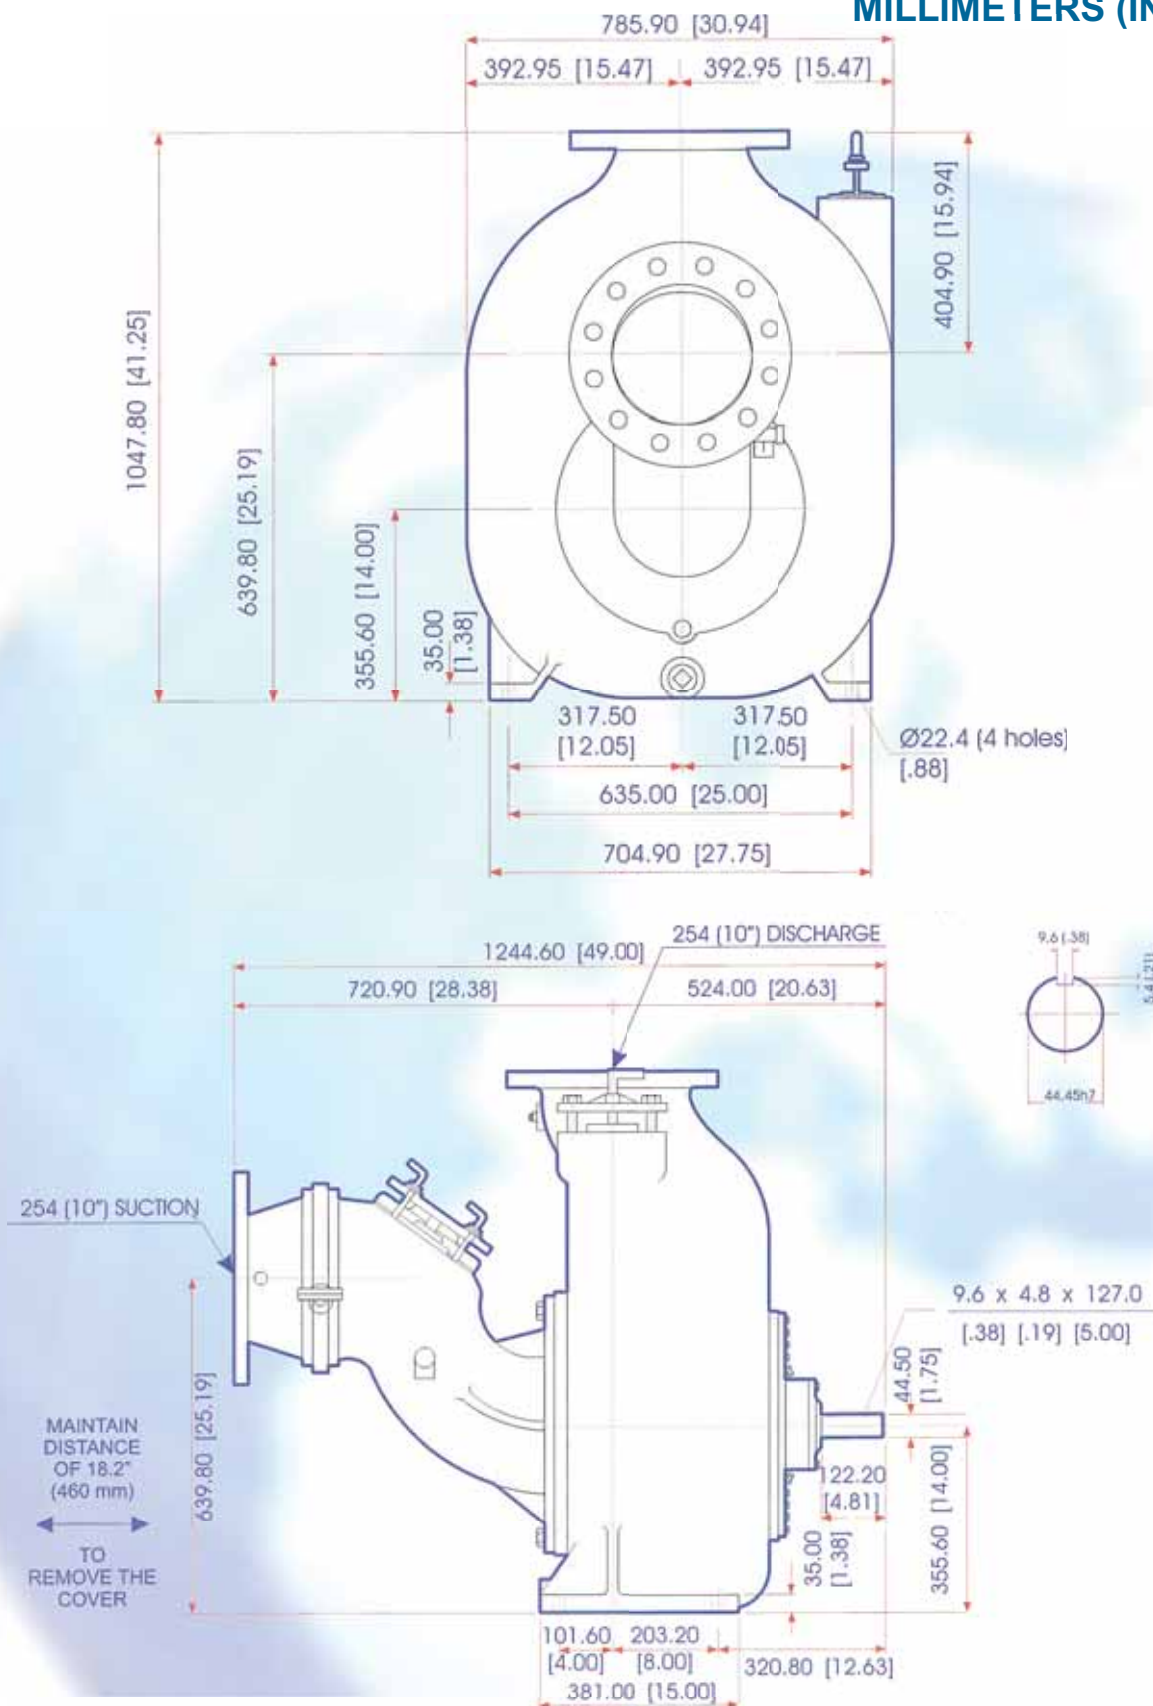 MILLIMETERS (IN
785.90 [30.94]
392.95 [15.47] 392.95 [15.47]
404.90 [15.94]
1047.80 [41.25]
639.80 [25.19]
355.60 [14.00]
35.00
[1.38]
317.50
[12.05]
317.50
[12.05]
Ø22.4 (4 holes)
[.88]
635.00 [25.00]
704.90 [27.75]
254 (10") DISCHARGE
1244.60 [49.00]
720.90 [28.38] 524.00 [20.63]
9.6 (.38)
5.4 (.21)
44.45h7
254 (10") SUCTION
9.6 x 4.8 x 127.0
[.38] [.19] [5.00]
44.50
[1.75]
639.80 [25.19]
MAINTAIN
DISTANCE
OF 18.2"
(460 mm)
TO
REMOVE THE
COVER
122.20
[4.81]
35.00
[1.38]
355.60 [14.00]
101.60
[4.00]
203.20
[8.00]
320.80 [12.63]
381.00 [15.00]